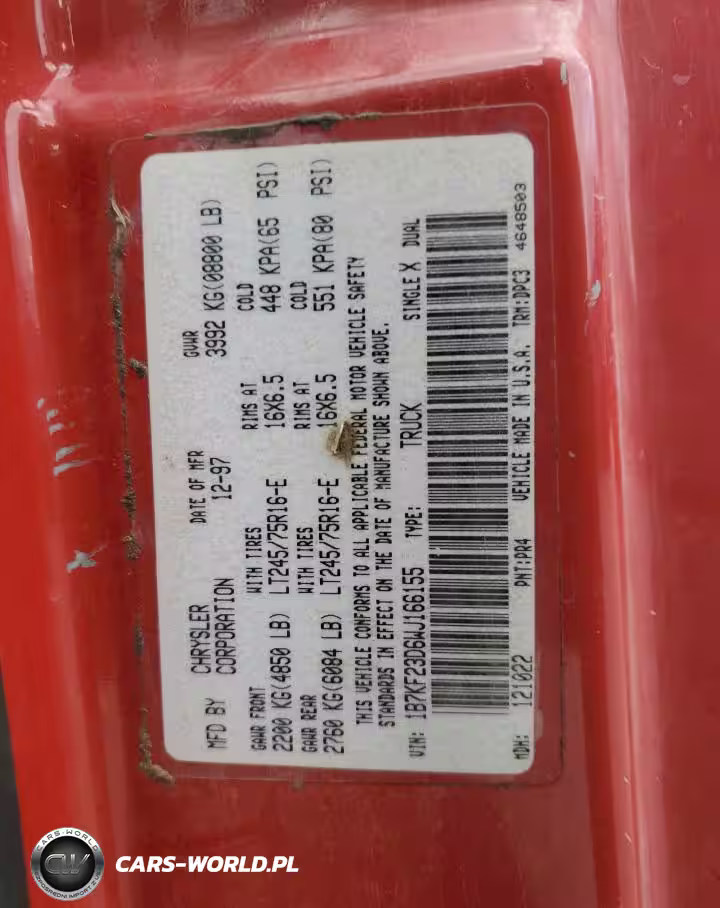 MFD BY CHRYSLER CORPORATION DATE OF MFR 12-97 GVWR 3992 KG(08800 LB)
GAWR FRONT WITH TIRES RIMS AT COLD
2200 KG(4850 LB) LT245/75R16-E 16X6.5 448 KPA(65 PSI)
GAWR REAR WITH TIRES RIMS AT COLD
2760 KG(6084 LB) LT245/75R16-E 16X6.5 551 KPA(80 PSI)
THIS VEHICLE CONFORMS TO ALL APPLICABLE FEDERAL MOTOR VEHICLE SAFETY
STANDARDS IN EFFECT ON THE DATE OF MANUFACTURE SHOWN ABOVE.
VIN: 1B7KF23D6WJ166155 TYPE: TRUCK SINGLE X DUAL
MDH: 121022 PNT:PR4 VEHICLE MADE IN U.S.A. TRM:DPC3 4648503
CARS-WORLD
CW
CARS-WORLD.PL